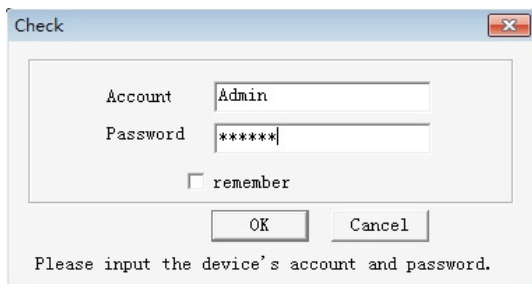 Check
Account Admin
Password ******
remember
OK Cancel
Please input the device's account and password.